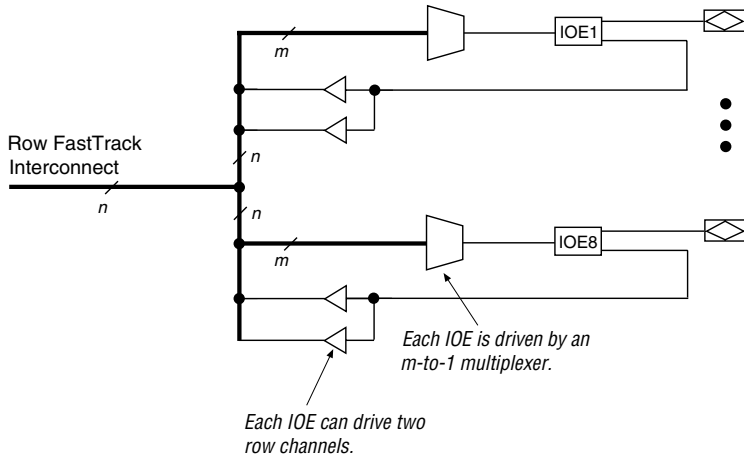 m
IOE1
Row FastTrack
Interconnect
n
n
n
m
IOE8
Each IOE is driven by an
m-to-1 multiplexer.
Each IOE can drive two
row channels.